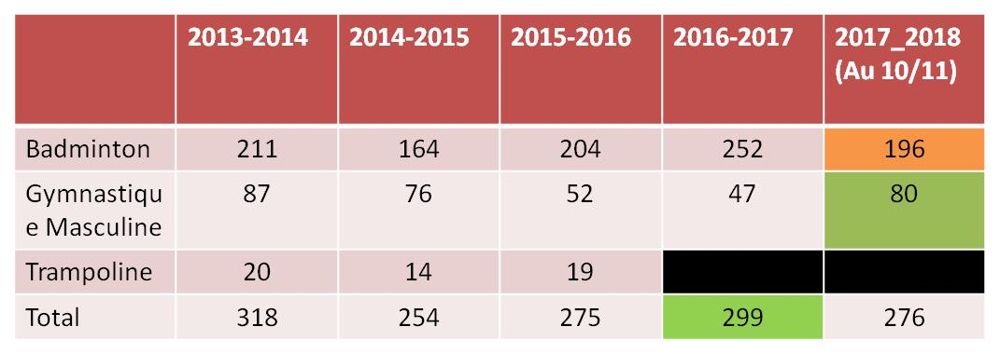 2013-2014 2014-2015 2015-2016 2016-2017 2017_2018
(Au 10/11)
Badminton 211 164 204 252 196
Gymnastiqu 87 76 52 47 80
e Masculine
Trampoline 20 14 19
Total 318 254 275 299 276